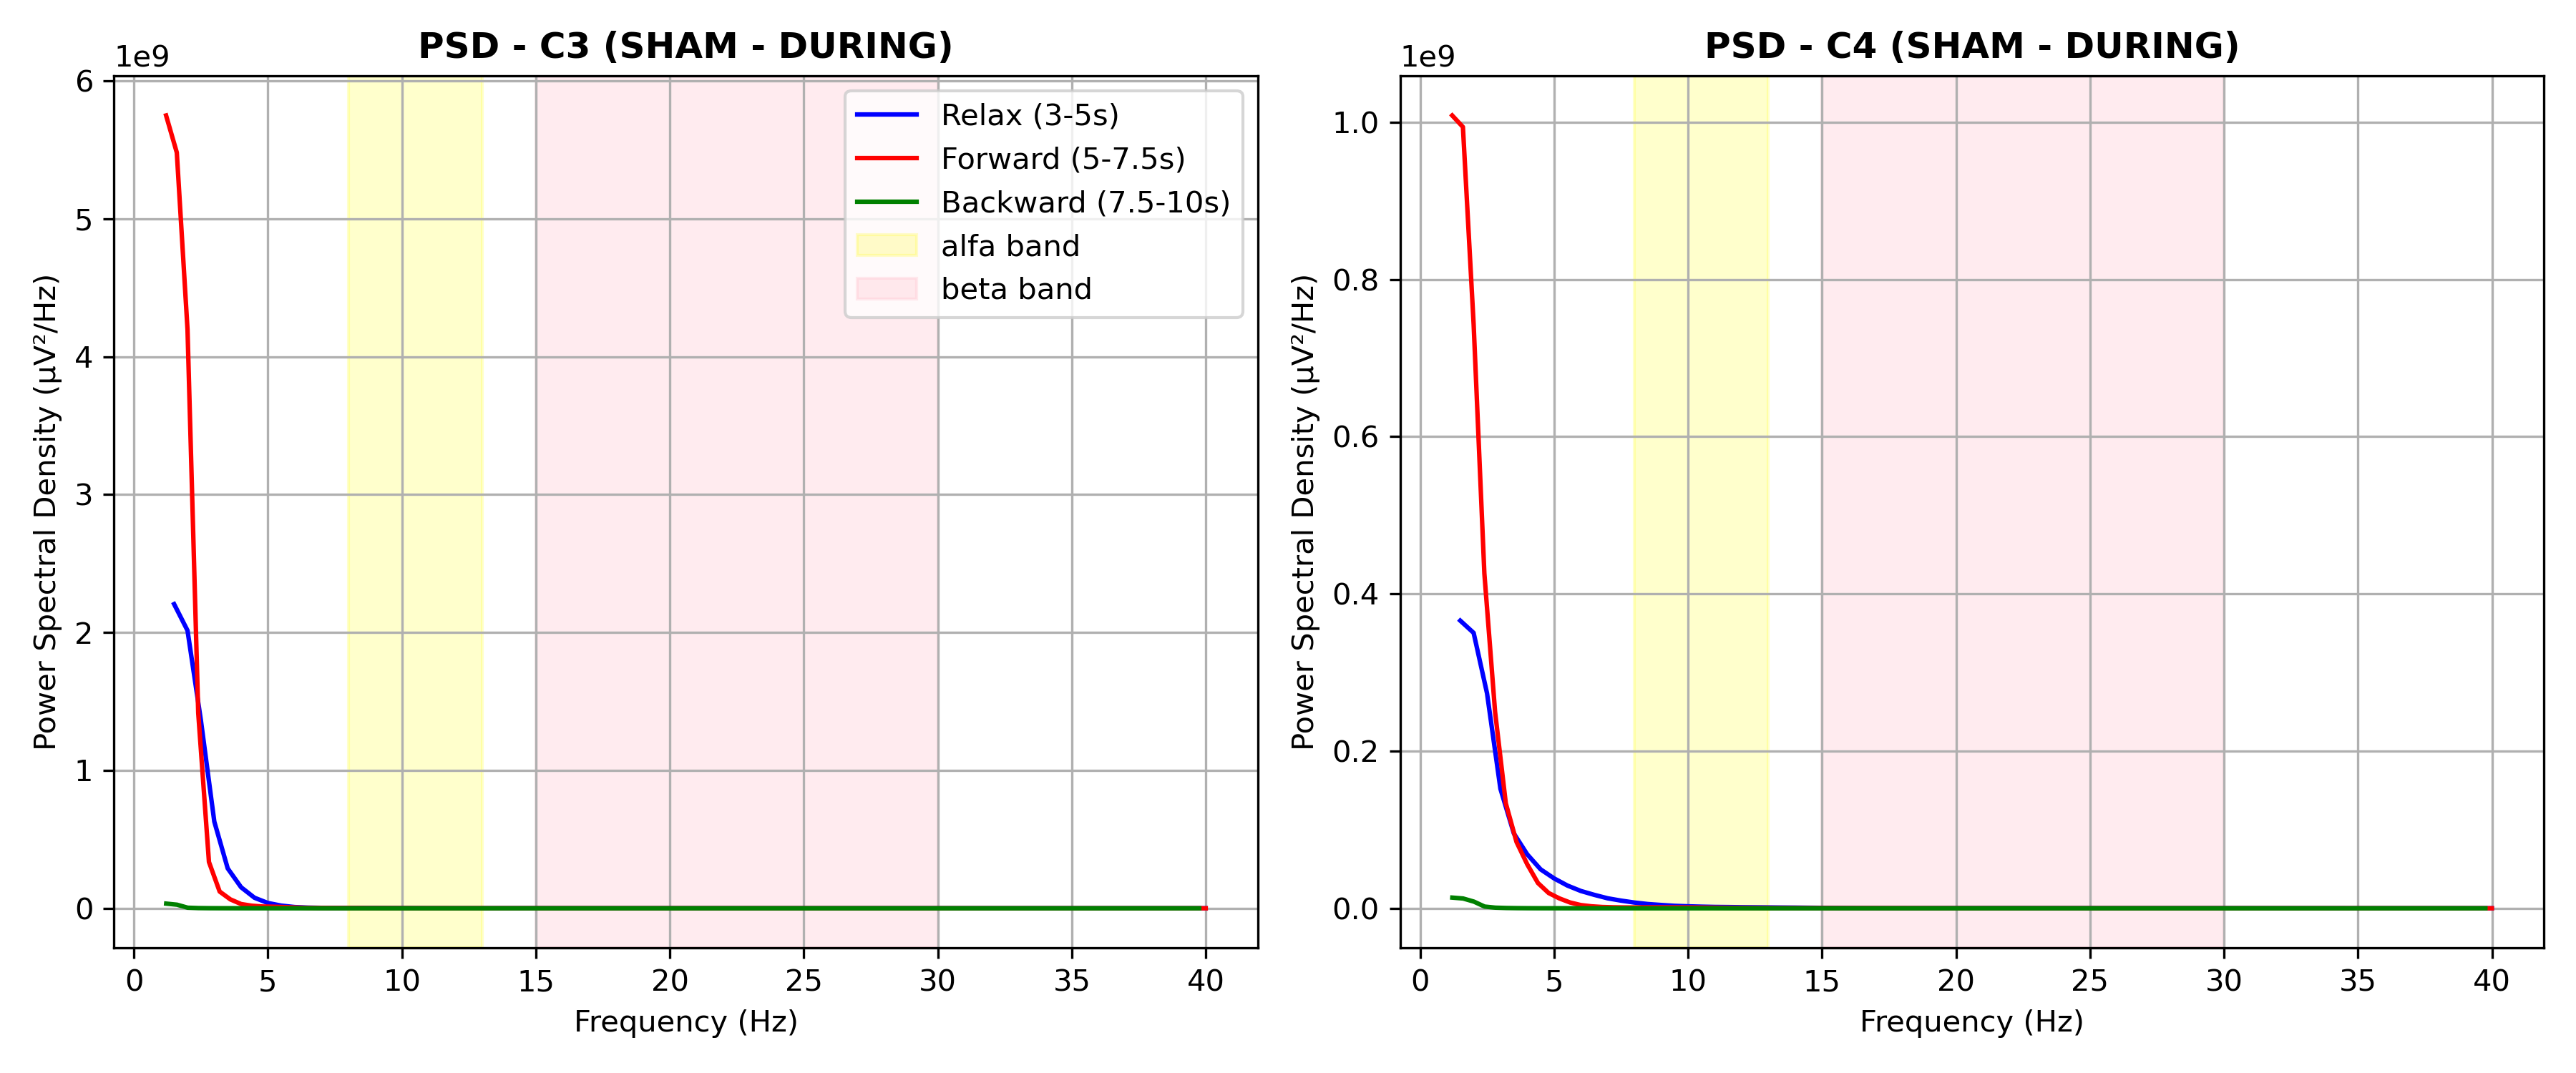 PSD - C3 (SHAM - DURING)
1e9
6
5
4
3
2
1
0
Power Spectral Density (µV²/Hz)
Relax (3-5s)
Forward (5-7.5s)
Backward (7.5-10s)
alfa band
beta band
0 5 10 15 20 25 30 35 40
Frequency (Hz)
PSD - C4 (SHAM - DURING)
1e9
1.0
0.8
0.6
0.4
0.2
0.0
Power Spectral Density (µV²/Hz)
0 5 10 15 20 25 30 35 40
Frequency (Hz)